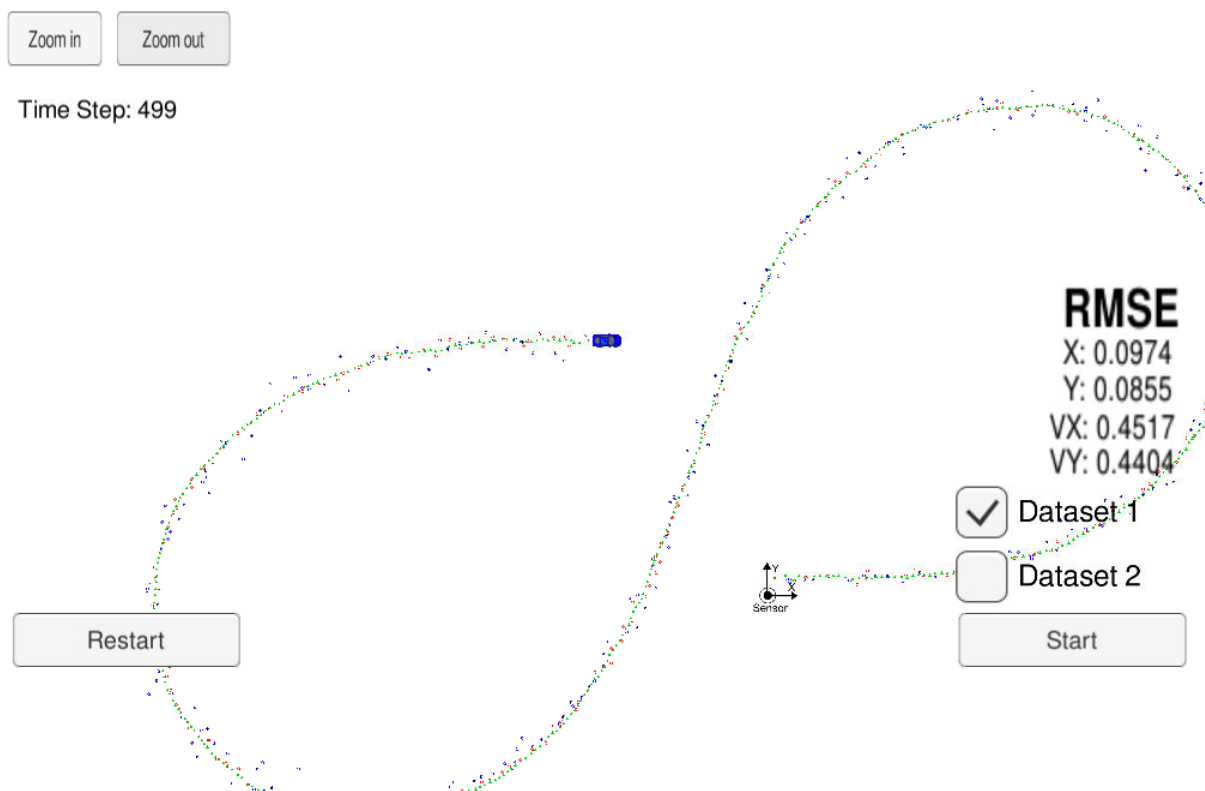 Zoom in
Zoom out
Time Step: 499
RMSE
X: 0.0974
Y: 0.0855
VX: 0.4517
VY: 0.4404
Dataset 1
Y
X
Sensor
Dataset 2
Restart
Start